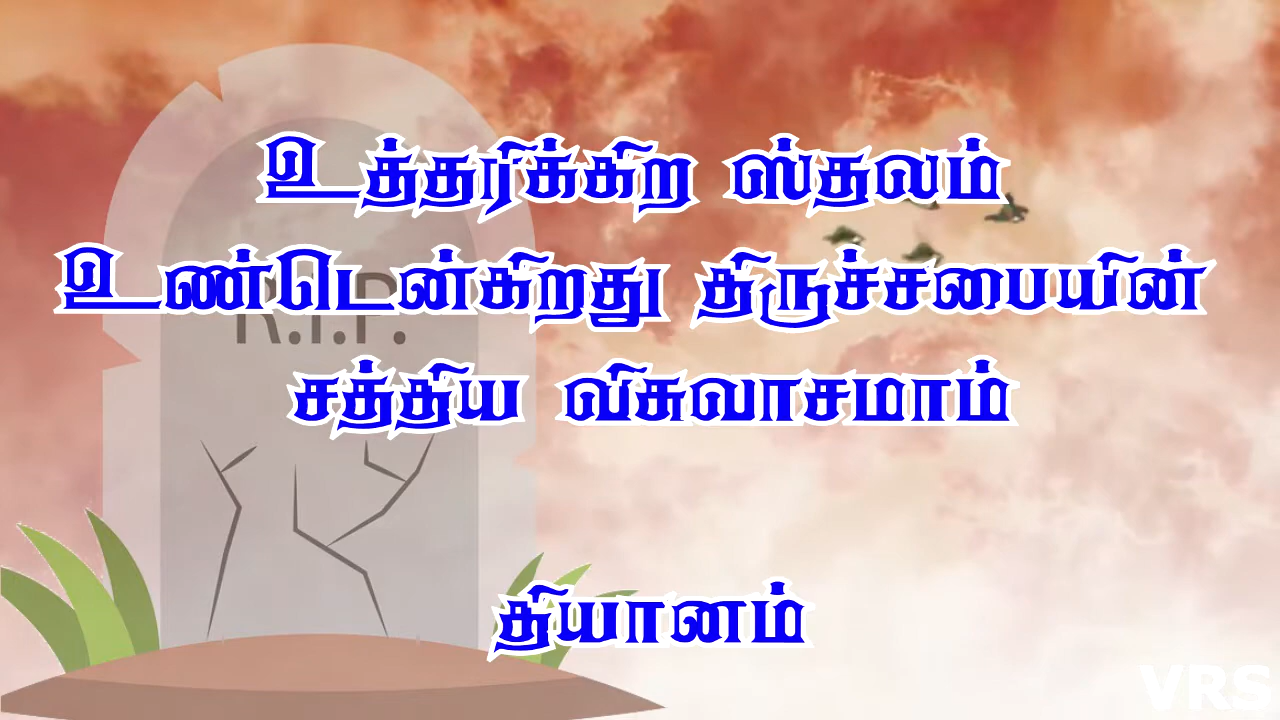 உத்தரிக்கிற ஸ்தலம்
உண்டென்கிறது திருச்சபையின்
R.I.P.
சத்திய விசுவாசமாம்
தியானம்
VRS